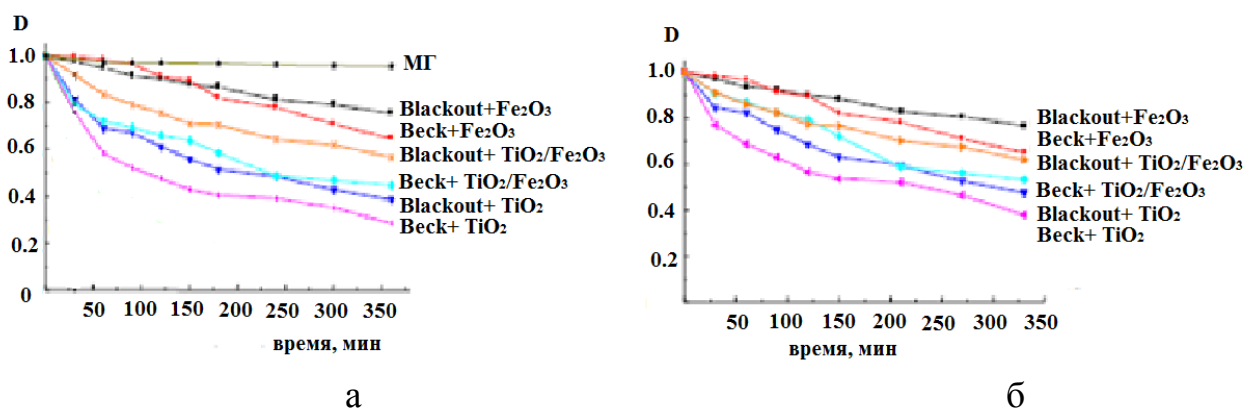 D
1.0
0.8
0.6
0.4
0.2
0
50 100 150 200 250 300 350
время, мин
МГ
Blackout+Fe₂O₃
Beck+Fe₂O₃
Blackout+ TiO₂/Fe₂O₃
Beck+ TiO₂/Fe₂O₃
Blackout+ TiO₂
Beck+ TiO₂
а
D
1.0
0.8
0.6
0.4
0.2
50 100 150 200 250 300 350
время, мин
Blackout+Fe₂O₃
Beck+Fe₂O₃
Blackout+ TiO₂/Fe₂O₃
Beck+ TiO₂/Fe₂O₃
Blackout+ TiO₂
Beck+ TiO₂
б